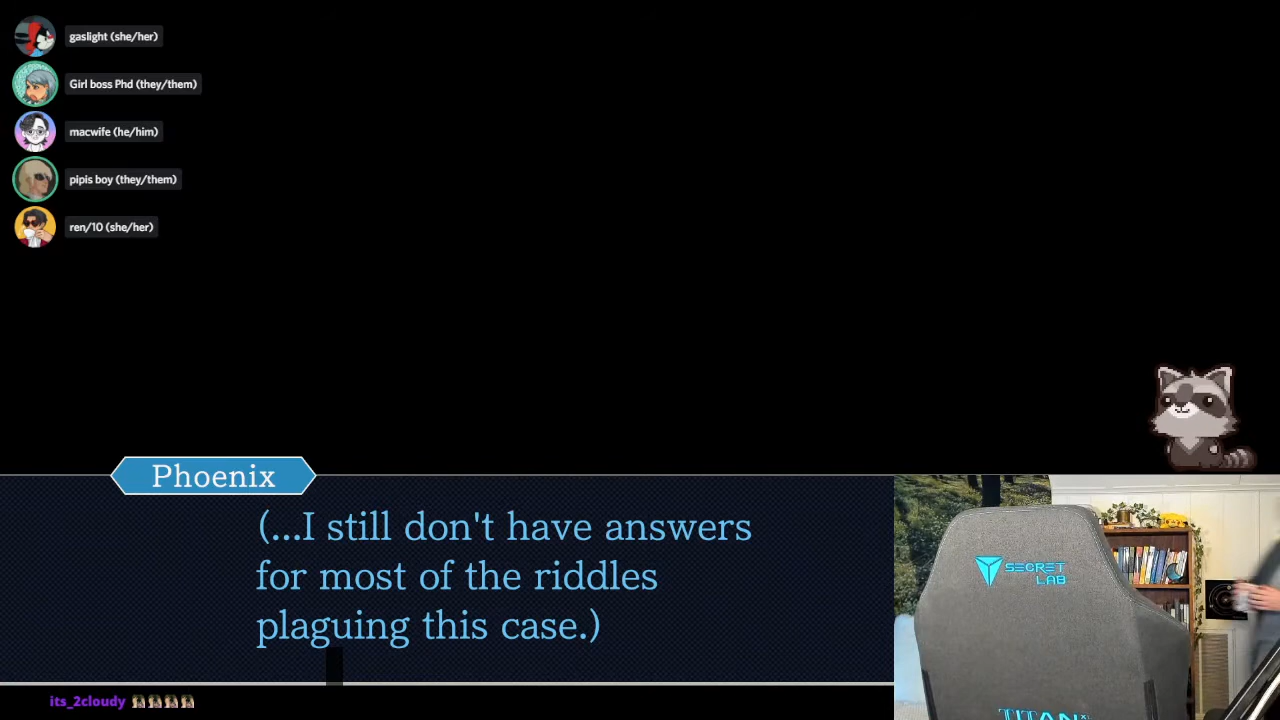 gaslight (she/her)
Girl boss Phd (they/them)
macwife (he/him)
pipis boy (they/them)
ren/10 (she/her)
Phoenix
(...I still don't have answers
for most of the riddles
plaguing this case.)
SECRET
LAB
TITAN
its_2cloudy